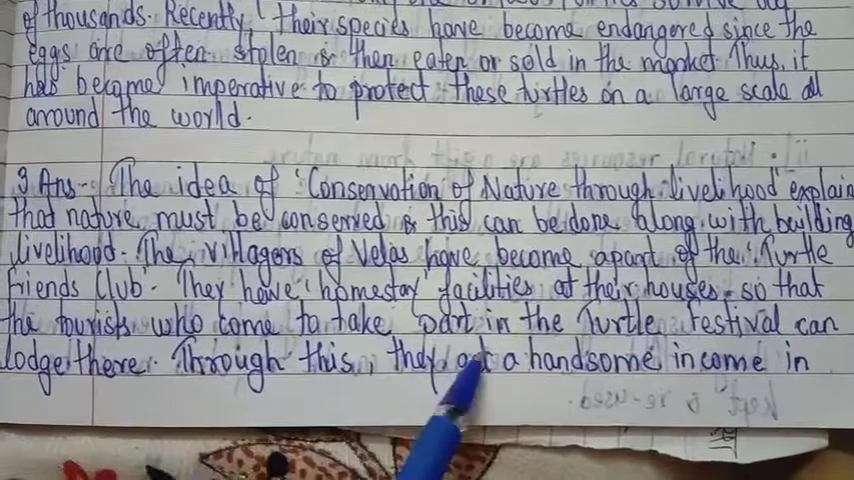 of thousands. Recently, their species have become endangered since the
eggs are often stolen & then eaten or sold in the market. Thus, it
has become imperative to protect these turtles on a large scale all
around the world.
3 Ans- The idea of 'Conservation of Nature through livelihood' explain
that nature must be conserved & this can be done along with building
livelihood. The villagers of Velas have become apart of the 'Turtle
Friends Club'. They have homestay facilities at their houses, so that
the tourists who come to take part in the Turtle Festival can
lodge there. Through this, they get a handsome income in